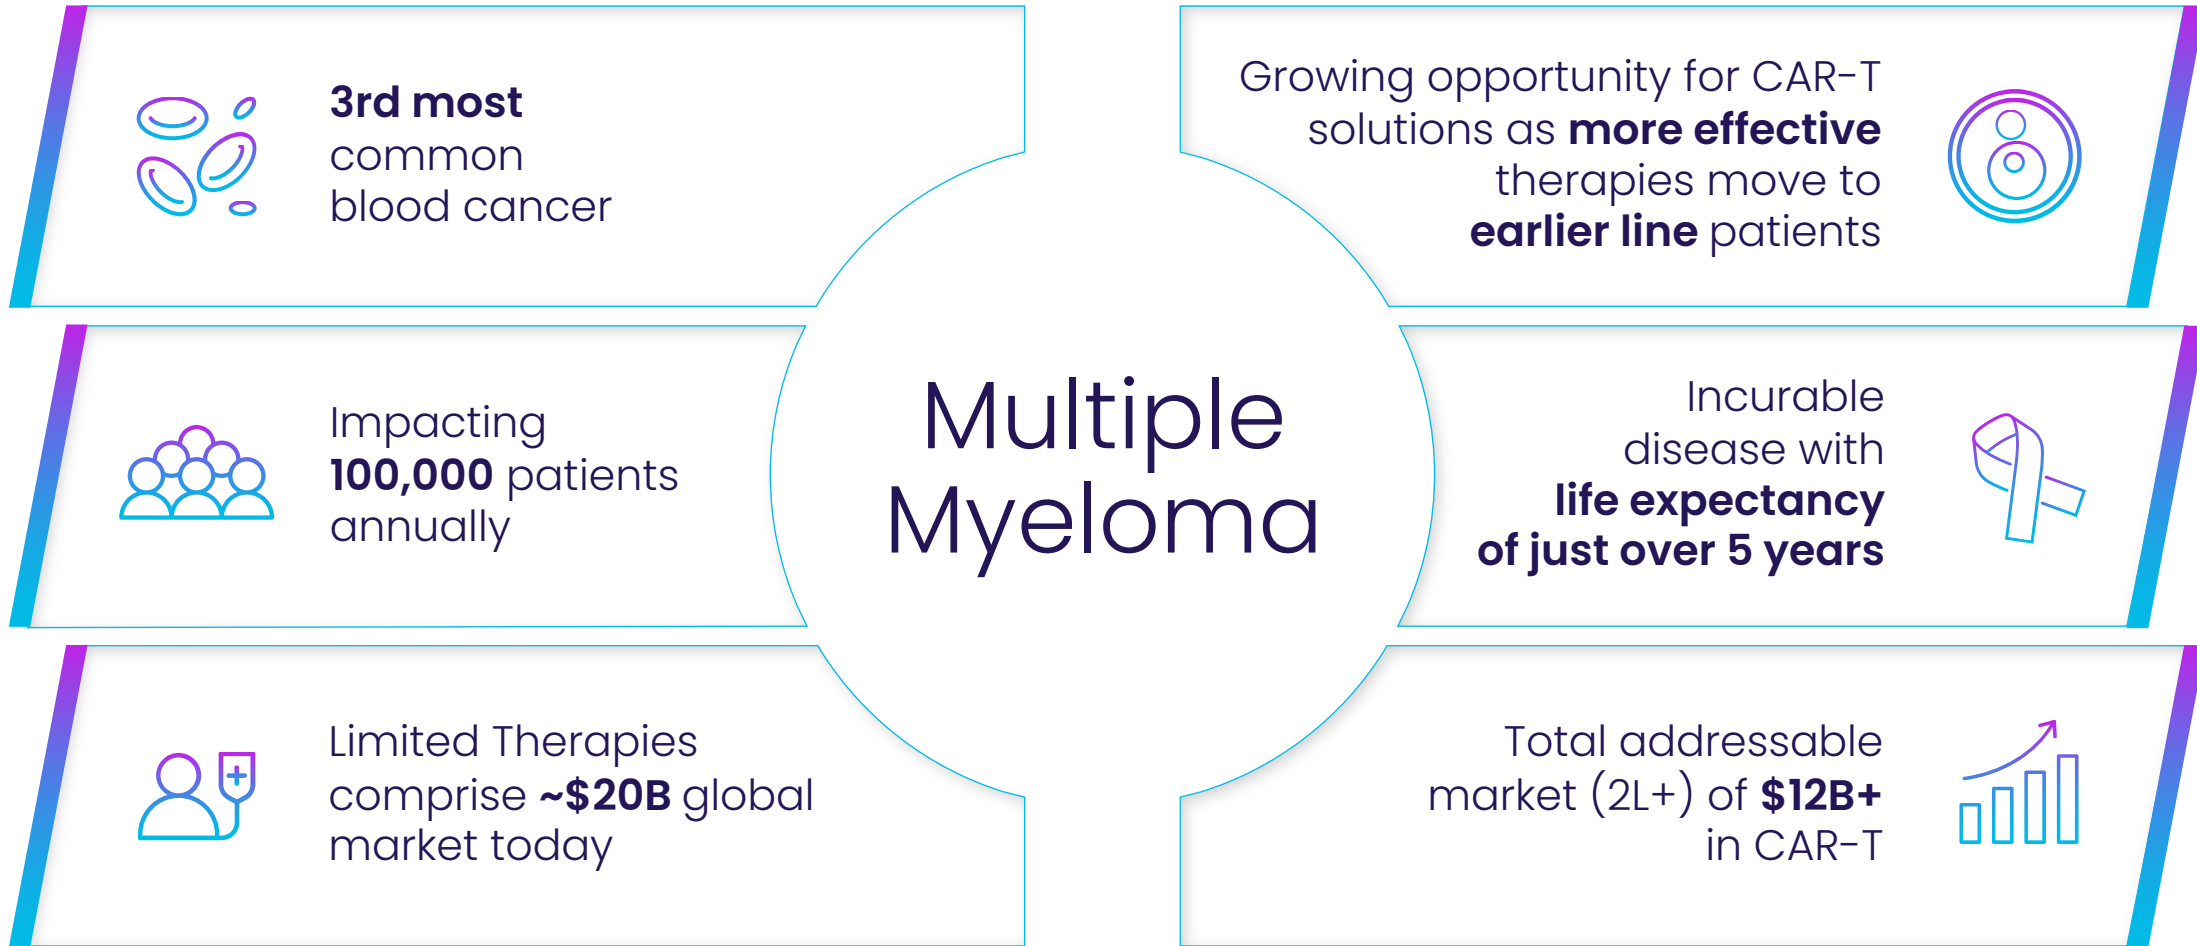 3rd most
common
blood cancer
Impacting
100,000 patients
annually
Limited Therapies
comprise ~$20B global
market today
Multiple
Myeloma
Growing opportunity for CAR-T
solutions as more effective
therapies move to
earlier line patients
Incurable
disease with
life expectancy
of just over 5 years
Total addressable
market (2L+) of $12B+
in CAR-T